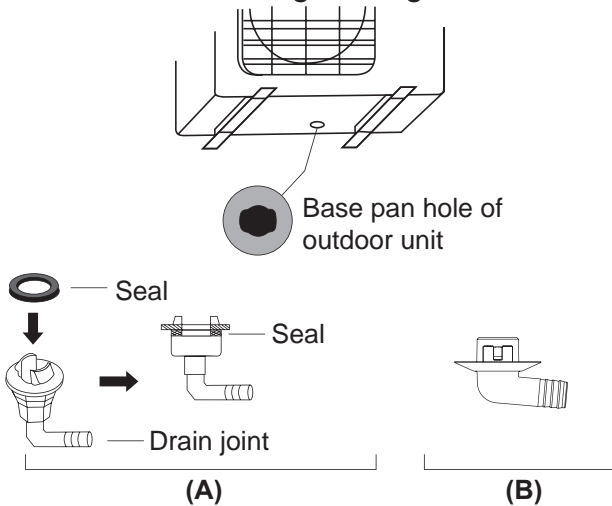 Base pan hole of
outdoor unit
Seal
Seal
Drain joint
(A)
(B)